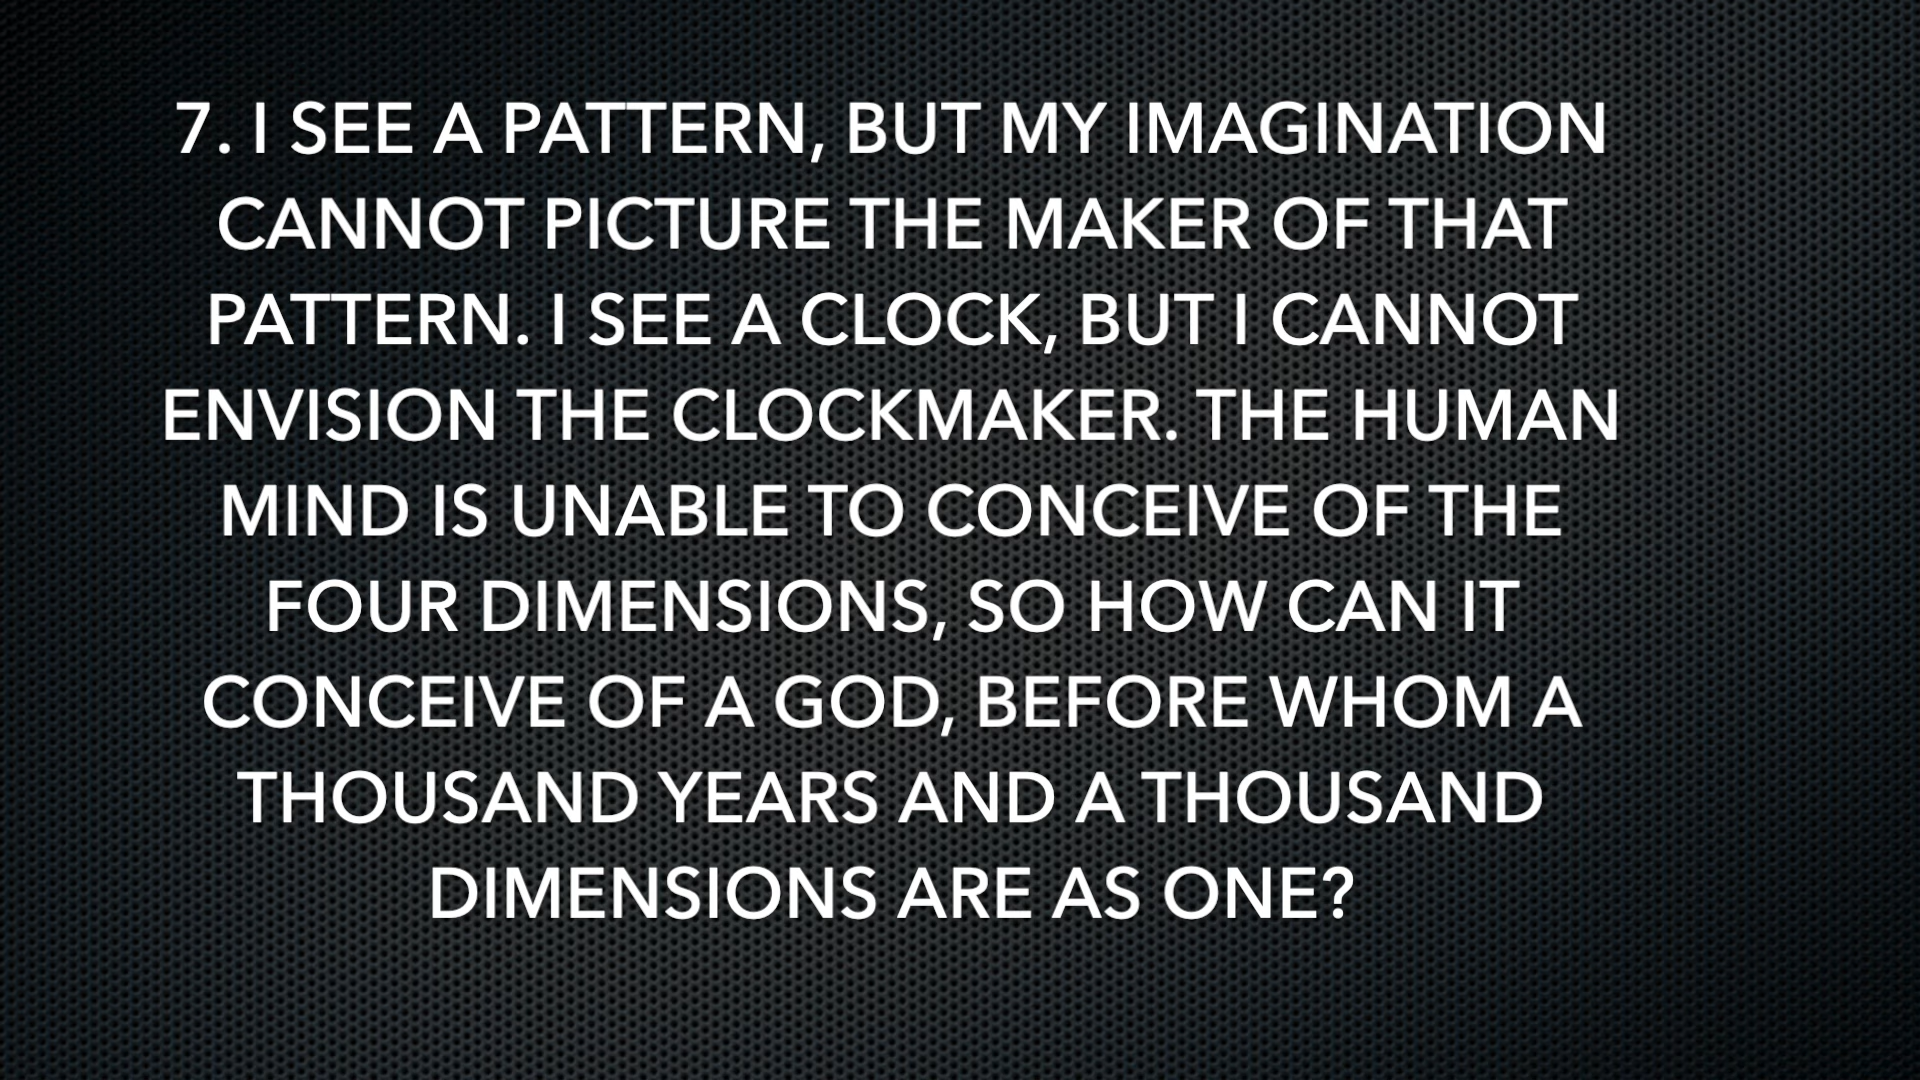 7. I SEE A PATTERN, BUT MY IMAGINATION
CANNOT PICTURE THE MAKER OF THAT
PATTERN. I SEE A CLOCK, BUT I CANNOT
ENVISION THE CLOCKMAKER. THE HUMAN
MIND IS UNABLE TO CONCEIVE OF THE
FOUR DIMENSIONS, SO HOW CAN IT
CONCEIVE OF A GOD, BEFORE WHOM A
THOUSAND YEARS AND A THOUSAND
DIMENSIONS ARE AS ONE?